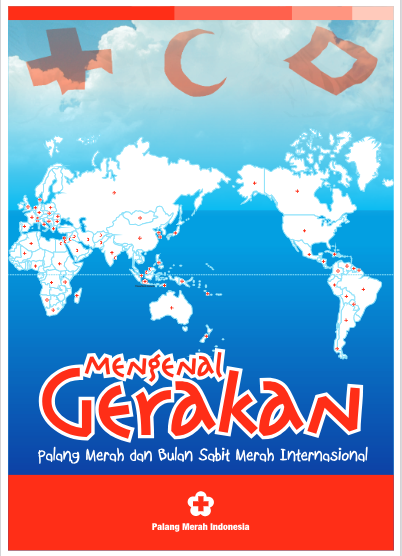 Mengenal
Gerakan
Palang Merah dan Bulan Sabit Merah Internasional
Palang Merah Indonesia